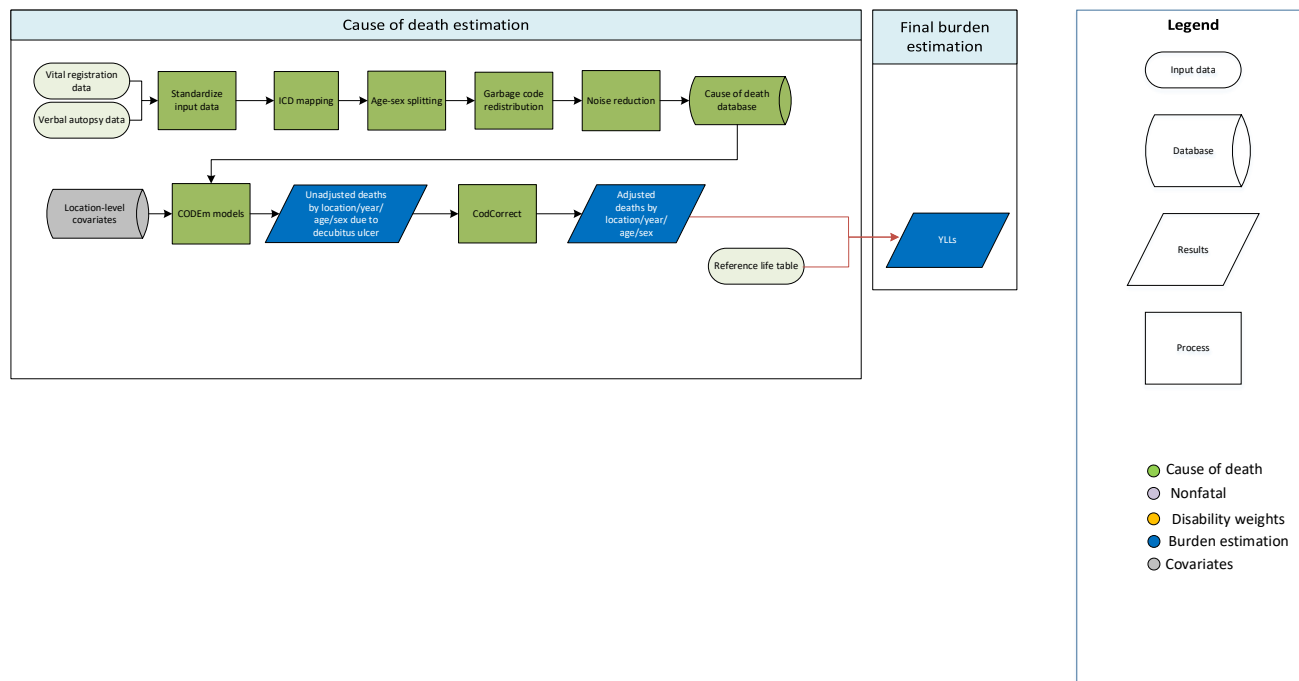 Cause of death estimation
Final burden
estimation
Legend
Vital registration
data
Verbal autopsy data
Standardize
input data
ICD mapping
Age-sex splitting
Garbage code
redistribution
Noise reduction
Cause of death
database
Location-level
covariates
CODEm models
Unadjusted deaths
by location/year/
age/sex due to
decubitus ulcer
CodCorrect
Adjusted
deaths by
location/year/
age/sex
Reference life table
YLLs
Input data
Database
Results
Process
Cause of death
Nonfatal
Disability weights
Burden estimation
Covariates